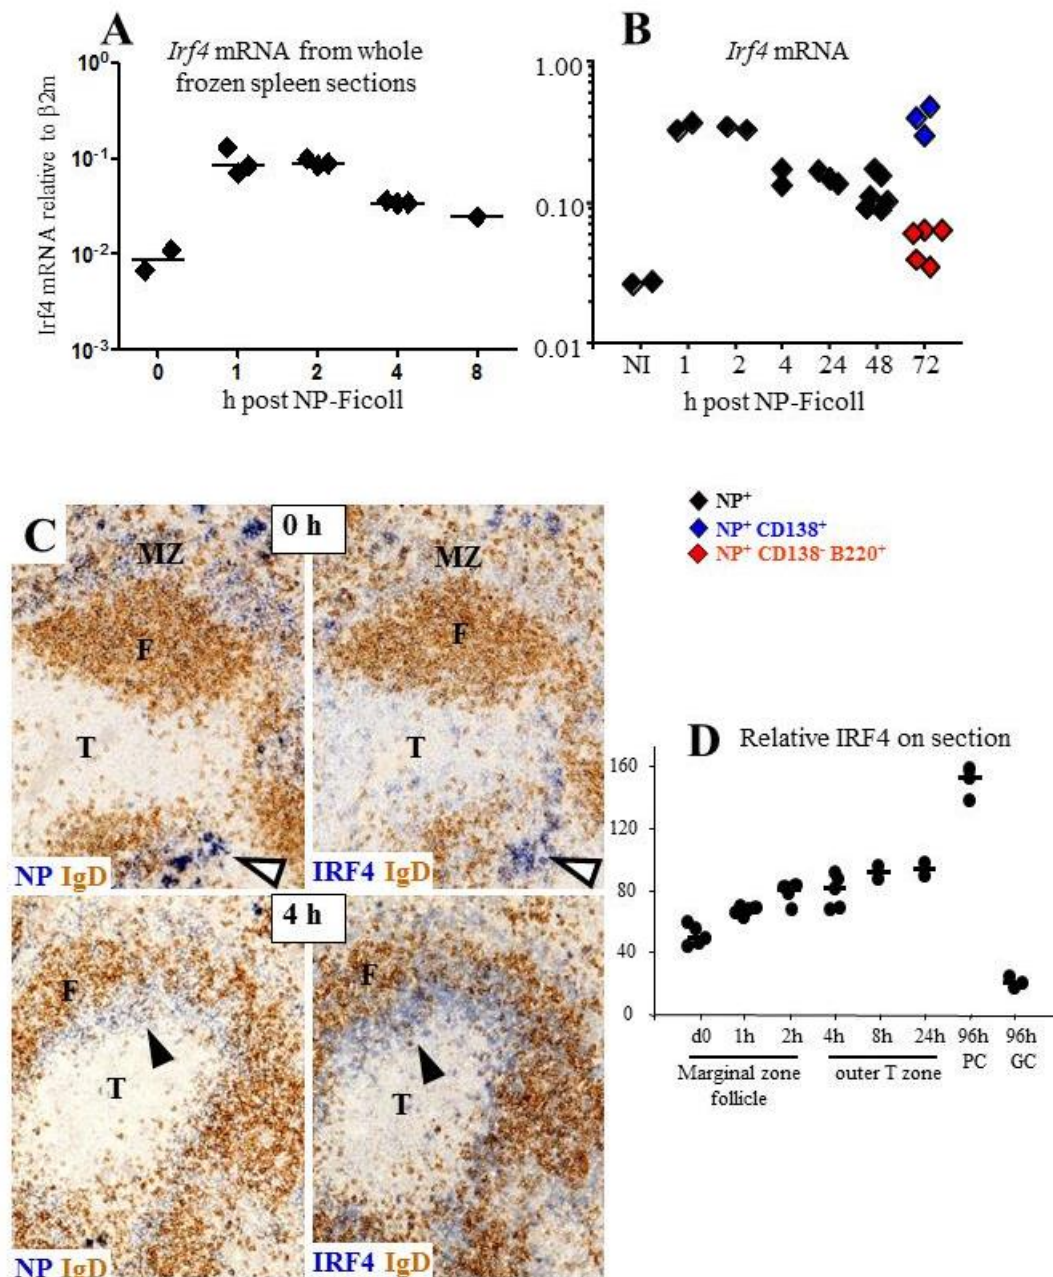 A
Irf4 mRNA from whole
frozen spleen sections
Irf4 mRNA relative to β2m
10⁰
10⁻¹
10⁻²
10⁻³
0 1 2 4 8
h post NP-Ficoll
B
Irf4 mRNA
1.00
0.10
0.01
NI 1 2 4 24 48 72
h post NP-Ficoll
NP⁺
NP⁺ CD138⁺
NP⁺ CD138⁻ B220⁺
C
0 h
MZ
F
T
NP IgD
MZ
F
T
IRF4 IgD
4 h
F
T
NP IgD
F
T
IRF4 IgD
D Relative IRF4 on section
160
120
80
40
0
d0 1h 2h 4h 8h 24h 96h 96h
PC GC
Marginal zone
follicle
outer T zone